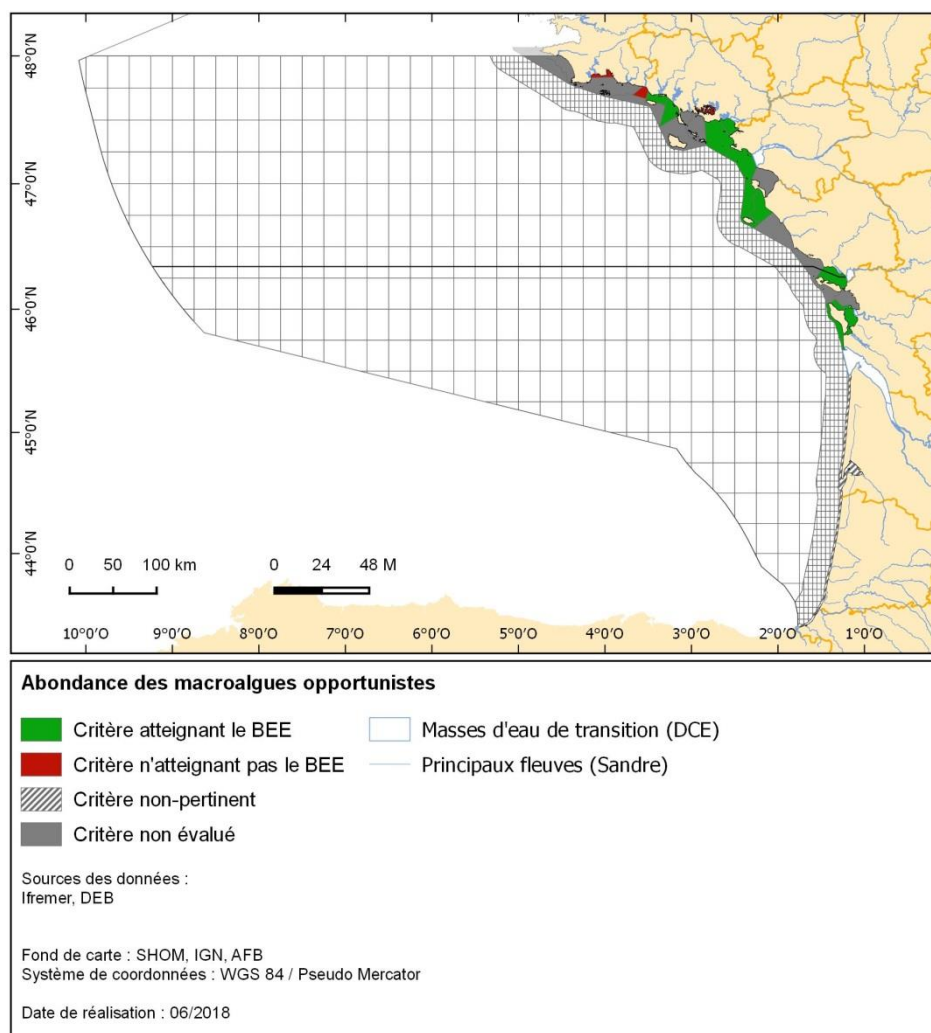 48°0'N
47°0'N
46°0'N
45°0'N
44°0'N
0 50 100 km
0 24 48 M
10°0'O 9°0'O 8°0'O 7°0'O 6°0'O 5°0'O 4°0'O 3°0'O 2°0'O 1°0'O
Abondance des macroalgues opportunistes
Critère atteignant le BEE
Masses d'eau de transition (DCE)
Critère n'atteignant pas le BEE
Principaux fleuves (Sandre)
Critère non-pertinent
Critère non évalué
Sources des données :
Ifremer, DEB
Fond de carte : SHOM, IGN, AFB
Système de coordonnées : WGS 84 / Pseudo Mercator
Date de réalisation : 06/2018